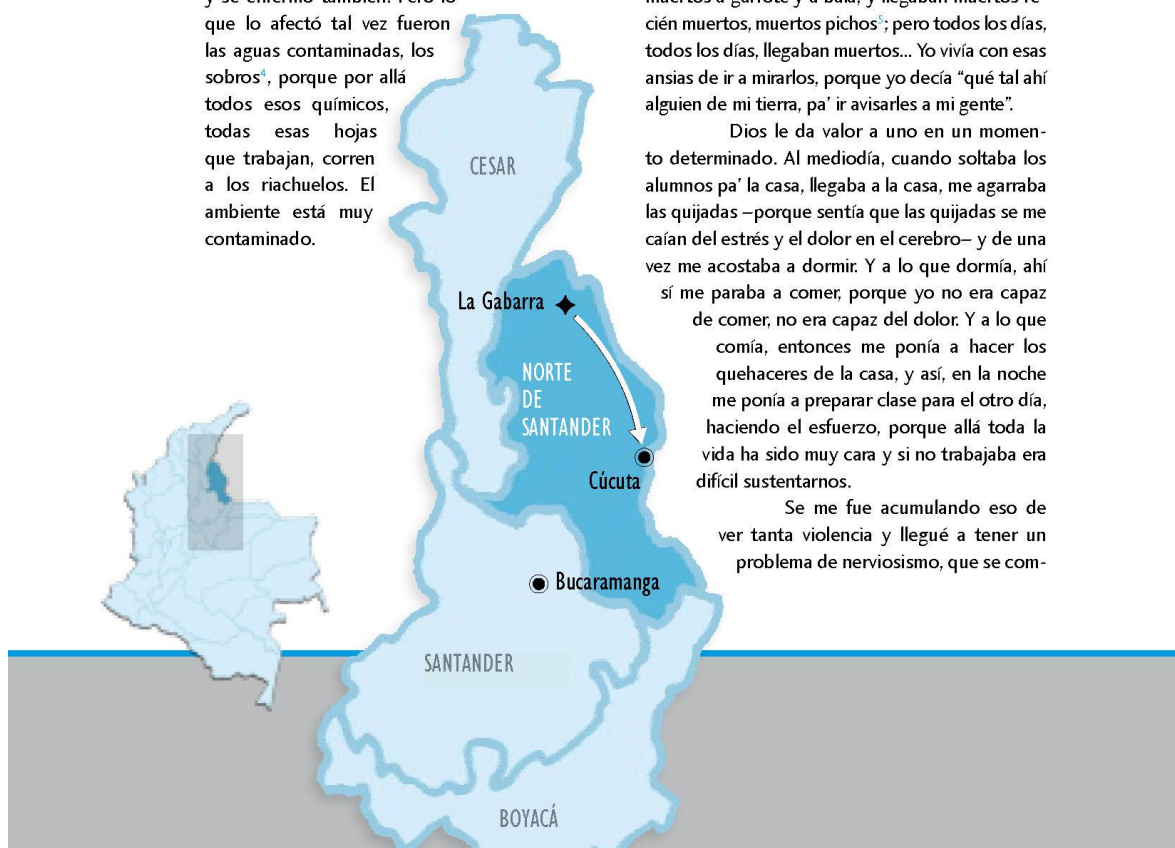 que lo afectó tal vez fueron
las aguas contaminadas, los
sobros4, porque por allá
todos esos químicos,
todas esas hojas
que trabajan, corren
a los riachuelos. El
ambiente está muy
contaminado.
cién muertos, muertos pichos5; pero todos los días,
todos los días, llegaban muertos... Yo vivía con esas
ansias de ir a mirarlos, porque yo decía “qué tal ahí
alguien de mi tierra, pa’ ir avisarles a mi gente”.
Dios le da valor a uno en un momen-
to determinado. Al mediodía, cuando soltaba los
alumnos pa’ la casa, llegaba a la casa, me agarraba
las quijadas –porque sentía que las quijadas se me
caían del estrés y el dolor en el cerebro– y de una
vez me acostaba a dormir. Y a lo que dormía, ahí
sí me paraba a comer, porque yo no era capaz
de comer, no era capaz del dolor. Y a lo que
comía, entonces me ponía a hacer los
quehaceres de la casa, y así, en la noche
me ponía a preparar clase para el otro día,
haciendo el esfuerzo, porque allá toda la
vida ha sido muy cara y si no trabajaba era
difícil sustentarnos.
Se me fue acumulando eso de
ver tanta violencia y llegué a tener un
problema de nerviosismo, que se com-
CESAR
La Gabarra
NORTE
DE
SANTANDER
Cúcuta
Bucaramanga
SANTANDER
BOYACÁ